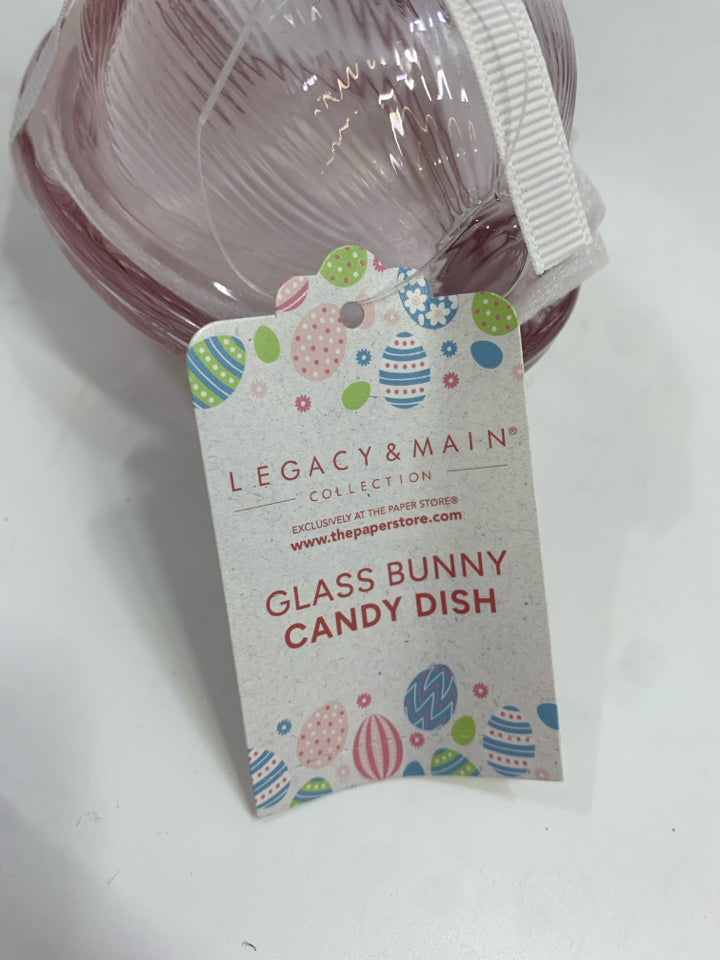 LEGACY & MAIN®
COLLECTION
EXCLUSIVELY AT THE PAPER STORE®
www.thepaperstore.com
GLASS BUNNY
CANDY DISH